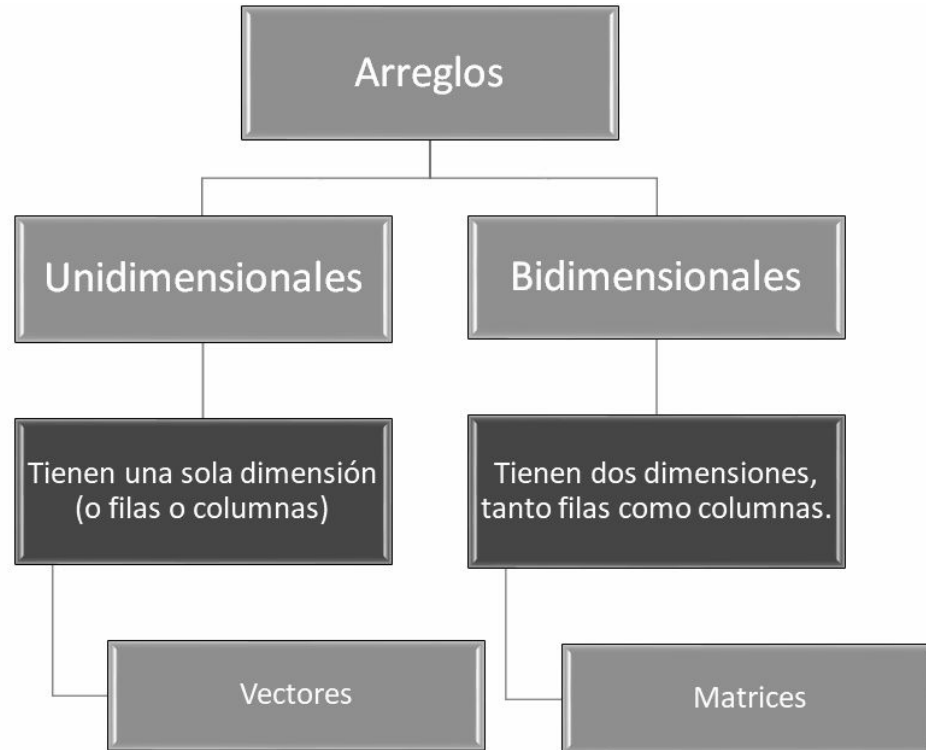 Arreglos
Unidimensionales
Bidimensionales
Tienen una sola dimensión
(o filas o columnas)
Tienen dos dimensiones,
tanto filas como columnas.
Vectores
Matrices